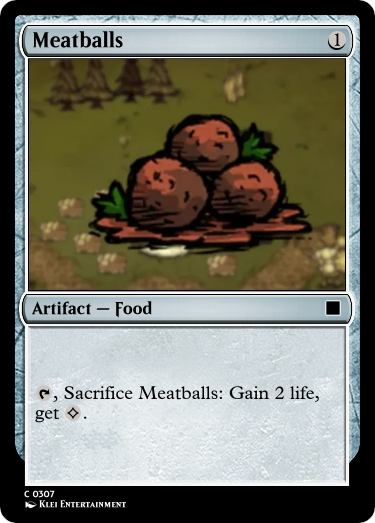 Meatballs 1
Artifact — Food
, Sacrifice Meatballs: Gain 2 life,
get .
C 0307
Klei Entertainment